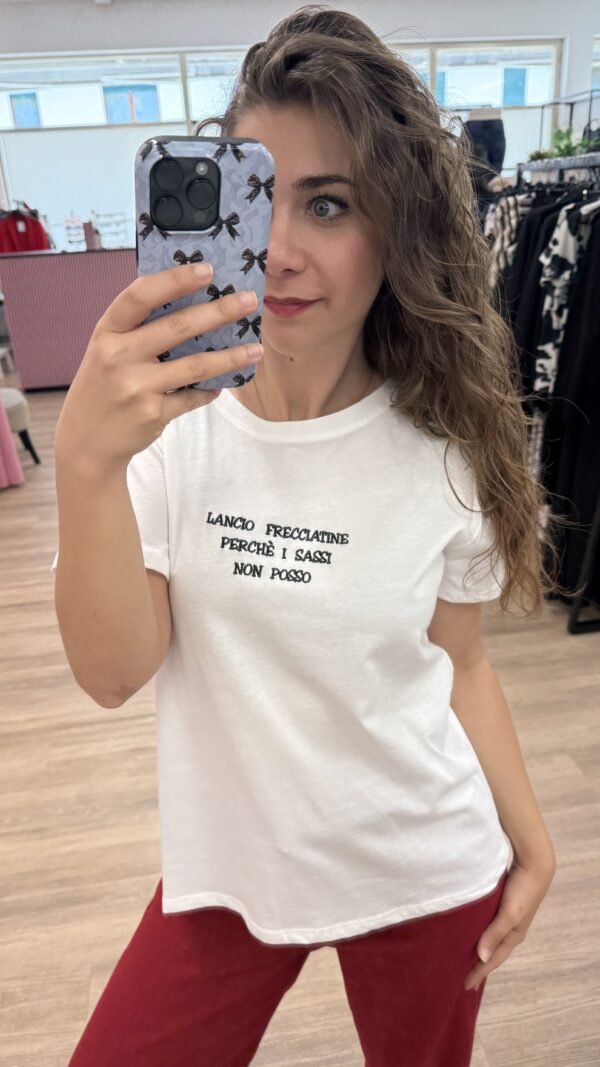 LANCIO FRECCIATINE
PERCHÈ I SASSI
NON POSSO